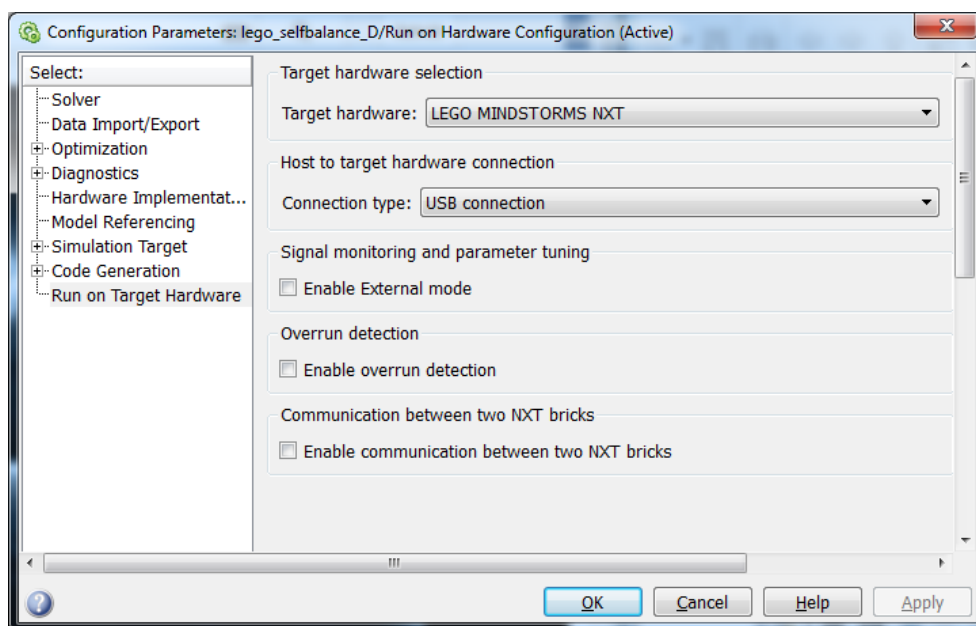 Configuration Parameters: lego_selfbalance_D/Run on Hardware Configuration (Active)
Select:
Solver
Data Import/Export
Optimization
Diagnostics
Hardware Implementat...
Model Referencing
Simulation Target
Code Generation
Run on Target Hardware
Target hardware selection
Target hardware: LEGO MINDSTORMS NXT
Host to target hardware connection
Connection type: USB connection
Signal monitoring and parameter tuning
Enable External mode
Overrun detection
Enable overrun detection
Communication between two NXT bricks
Enable communication between two NXT bricks
OK Cancel Help Apply